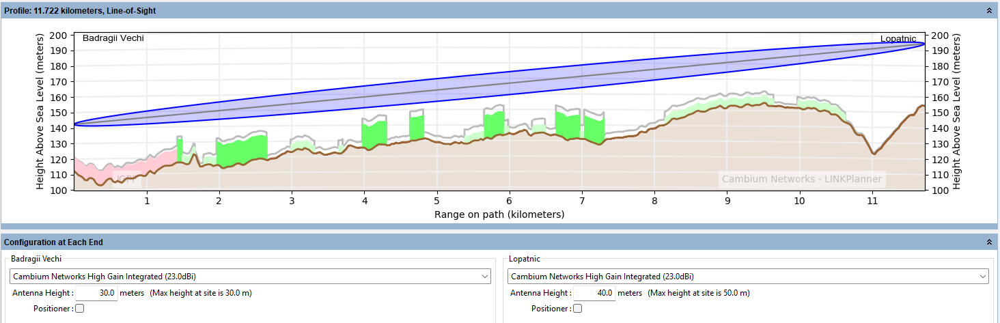 Profile: 11.722 kilometers, Line-of-Sight
Badragii Vechi
Lopatnic
200
190
180
170
160
150
140
130
120
110
100
Height Above Sea Level (meters)
200
190
180
170
160
150
140
130
120
110
100
Height Above Sea Level (meters)
Cambium Networks - LINKPlanner
1 2 3 4 5 6 7 8 9 10 11
Range on path (kilometers)
Configuration at Each End
Badragii Vechi
Cambium Networks High Gain Integrated (23.0dBi)
Antenna Height : 30.0 meters (Max height at site is 30.0 m)
Positioner :
Lopatnic
Cambium Networks High Gain Integrated (23.0dBi)
Antenna Height : 40.0 meters (Max height at site is 50.0 m)
Positioner :